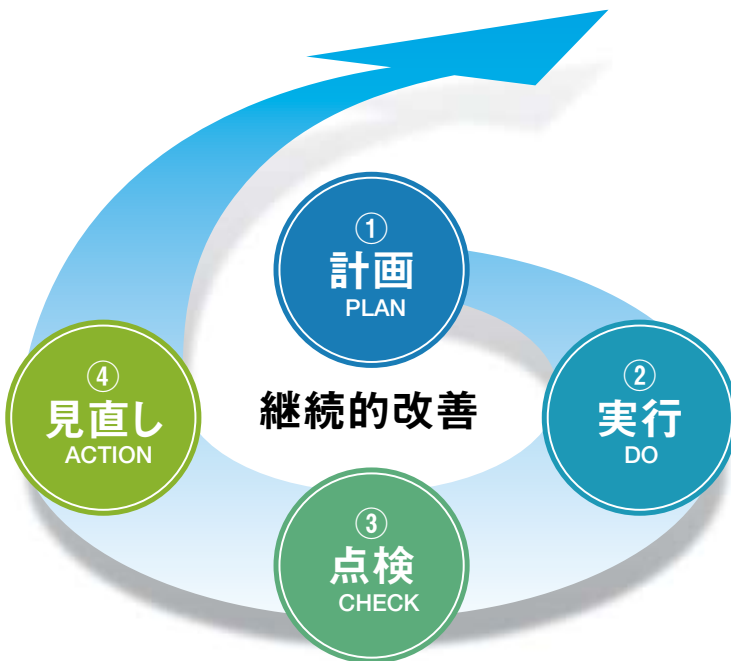 ①
計画
PLAN
②
実行
DO
③
点検
CHECK
④
見直し
ACTION
継続的改善